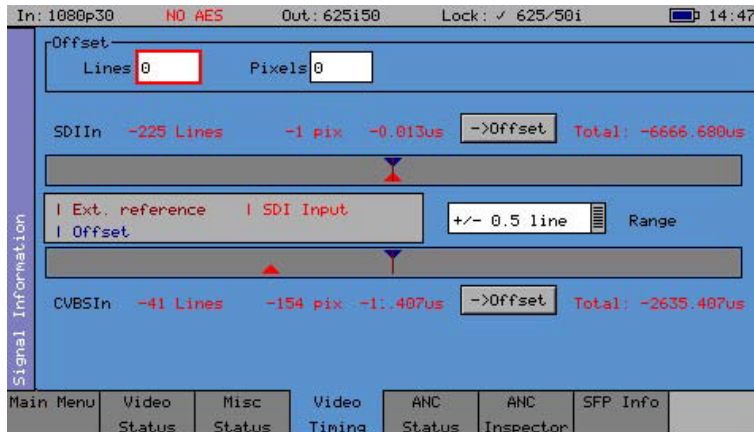 In: 1080p30 NO AES Out: 625i50 Lock: ✓ 625/50i 14:47
Offset
Lines 0 Pixels 0
SDIIn -225 Lines -1 pix -0.013us ->Offset Total: -6666.680us
I Ext. reference I SDI Input
I Offset
+/- 0.5 line Range
CVBSIn -41 Lines -154 pix ->Offset Total: -2635.407us
Signal Information
Main Menu Video Status Misc Status Video Timing ANC Status ANC Inspector SFP Info